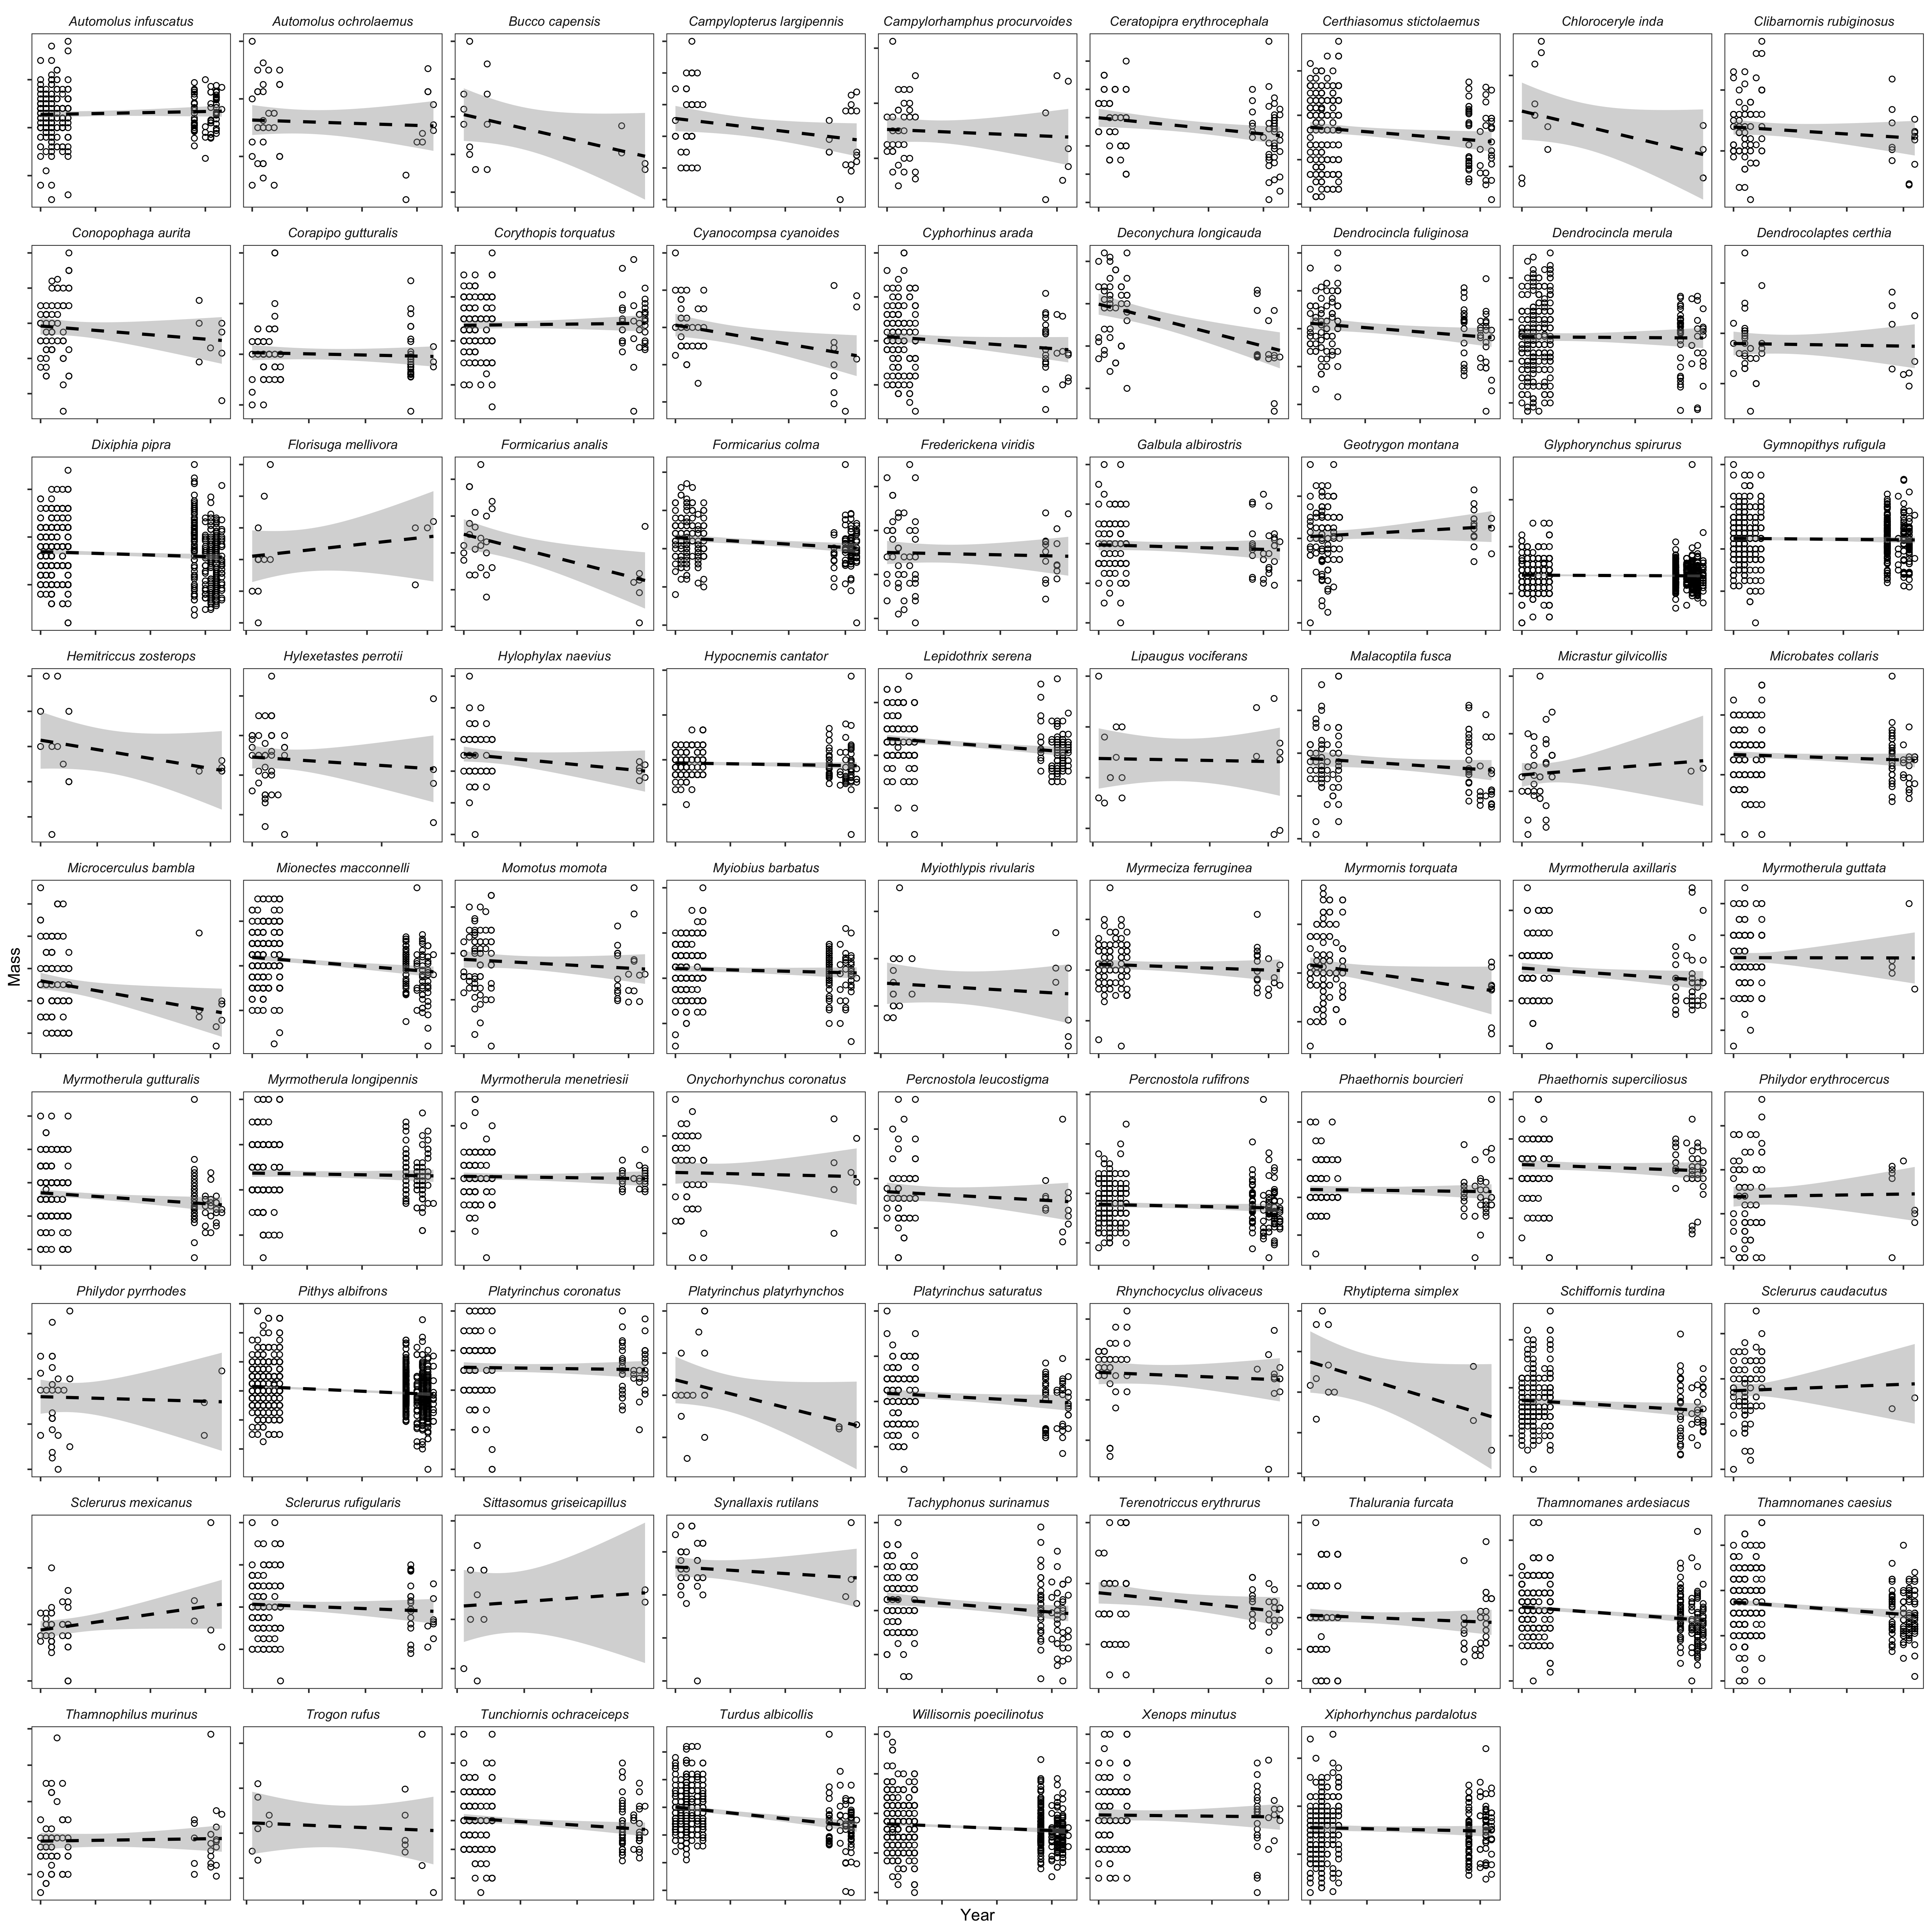 Automolus infuscatus Automolus ochrolaemus Bucco capensis Campylopterus largipennis Campylorhamphus procurvoides Ceratopipra erythrocephala Certhiasomus stictolaemus Chloroceryle inda Clibarnornis rubiginosus
Conopophaga aurita Corapipo gutturalis Corythopis torquatus Cyanocompsa cyanoides Cyphorhinus arada Deconychura longicauda Dendrocincla fuliginosa Dendrocincla merula Dendrocolaptes certhia
Dixiphia pipra Florisuga mellivora Formicarius analis Formicarius colma Frederickena viridis Galbula albirostris Geotrygon montana Glyphorynchus spirurus Gymnopithys rufigula
Hemitriccus zosterops Hylexetastes perrotii Hylophylax naevius Hypocnemis cantator Lepidothrix serena Lipaugus vociferans Malacoptila fusca Micrastur gilvicollis Microbates collaris
Microcerculus bambla Mionectes macconnelli Momotus momota Myiobius barbatus Myiothlypis rivularis Myrmeciza ferruginea Myrmornis torquata Myrmotherula axillaris Myrmotherula guttata
Mass
Myrmotherula gutturalis Myrmotherula longipennis Myrmotherula menetriesii Onychorhynchus coronatus Percnostola leucostigma Percnostola rufifrons Phaethornis bourcieri Phaethornis superciliosus Philydor erythrocercus
Philydor pyrrhodes Pithys albifrons Platyrinchus coronatus Platyrinchus platyrhynchos Platyrinchus saturatus Rhynchocyclus olivaceus Rhytipterna simplex Schiffornis turdina Sclerurus caudacutus
Sclerurus mexicanus Sclerurus rufigularis Sittasomus griseicapillus Synallaxis rutilans Tachyphonus surinamus Terenotriccus erythrurus Thalurania furcata Thamnomanes ardesiacus Thamnomanes caesius
Thamnophilus murinus Trogon rufus Tunchiornis ochraceiceps Turdus albicollis Willisornis poecilinotus Xenops minutus Xiphorhynchus pardalotus
Year